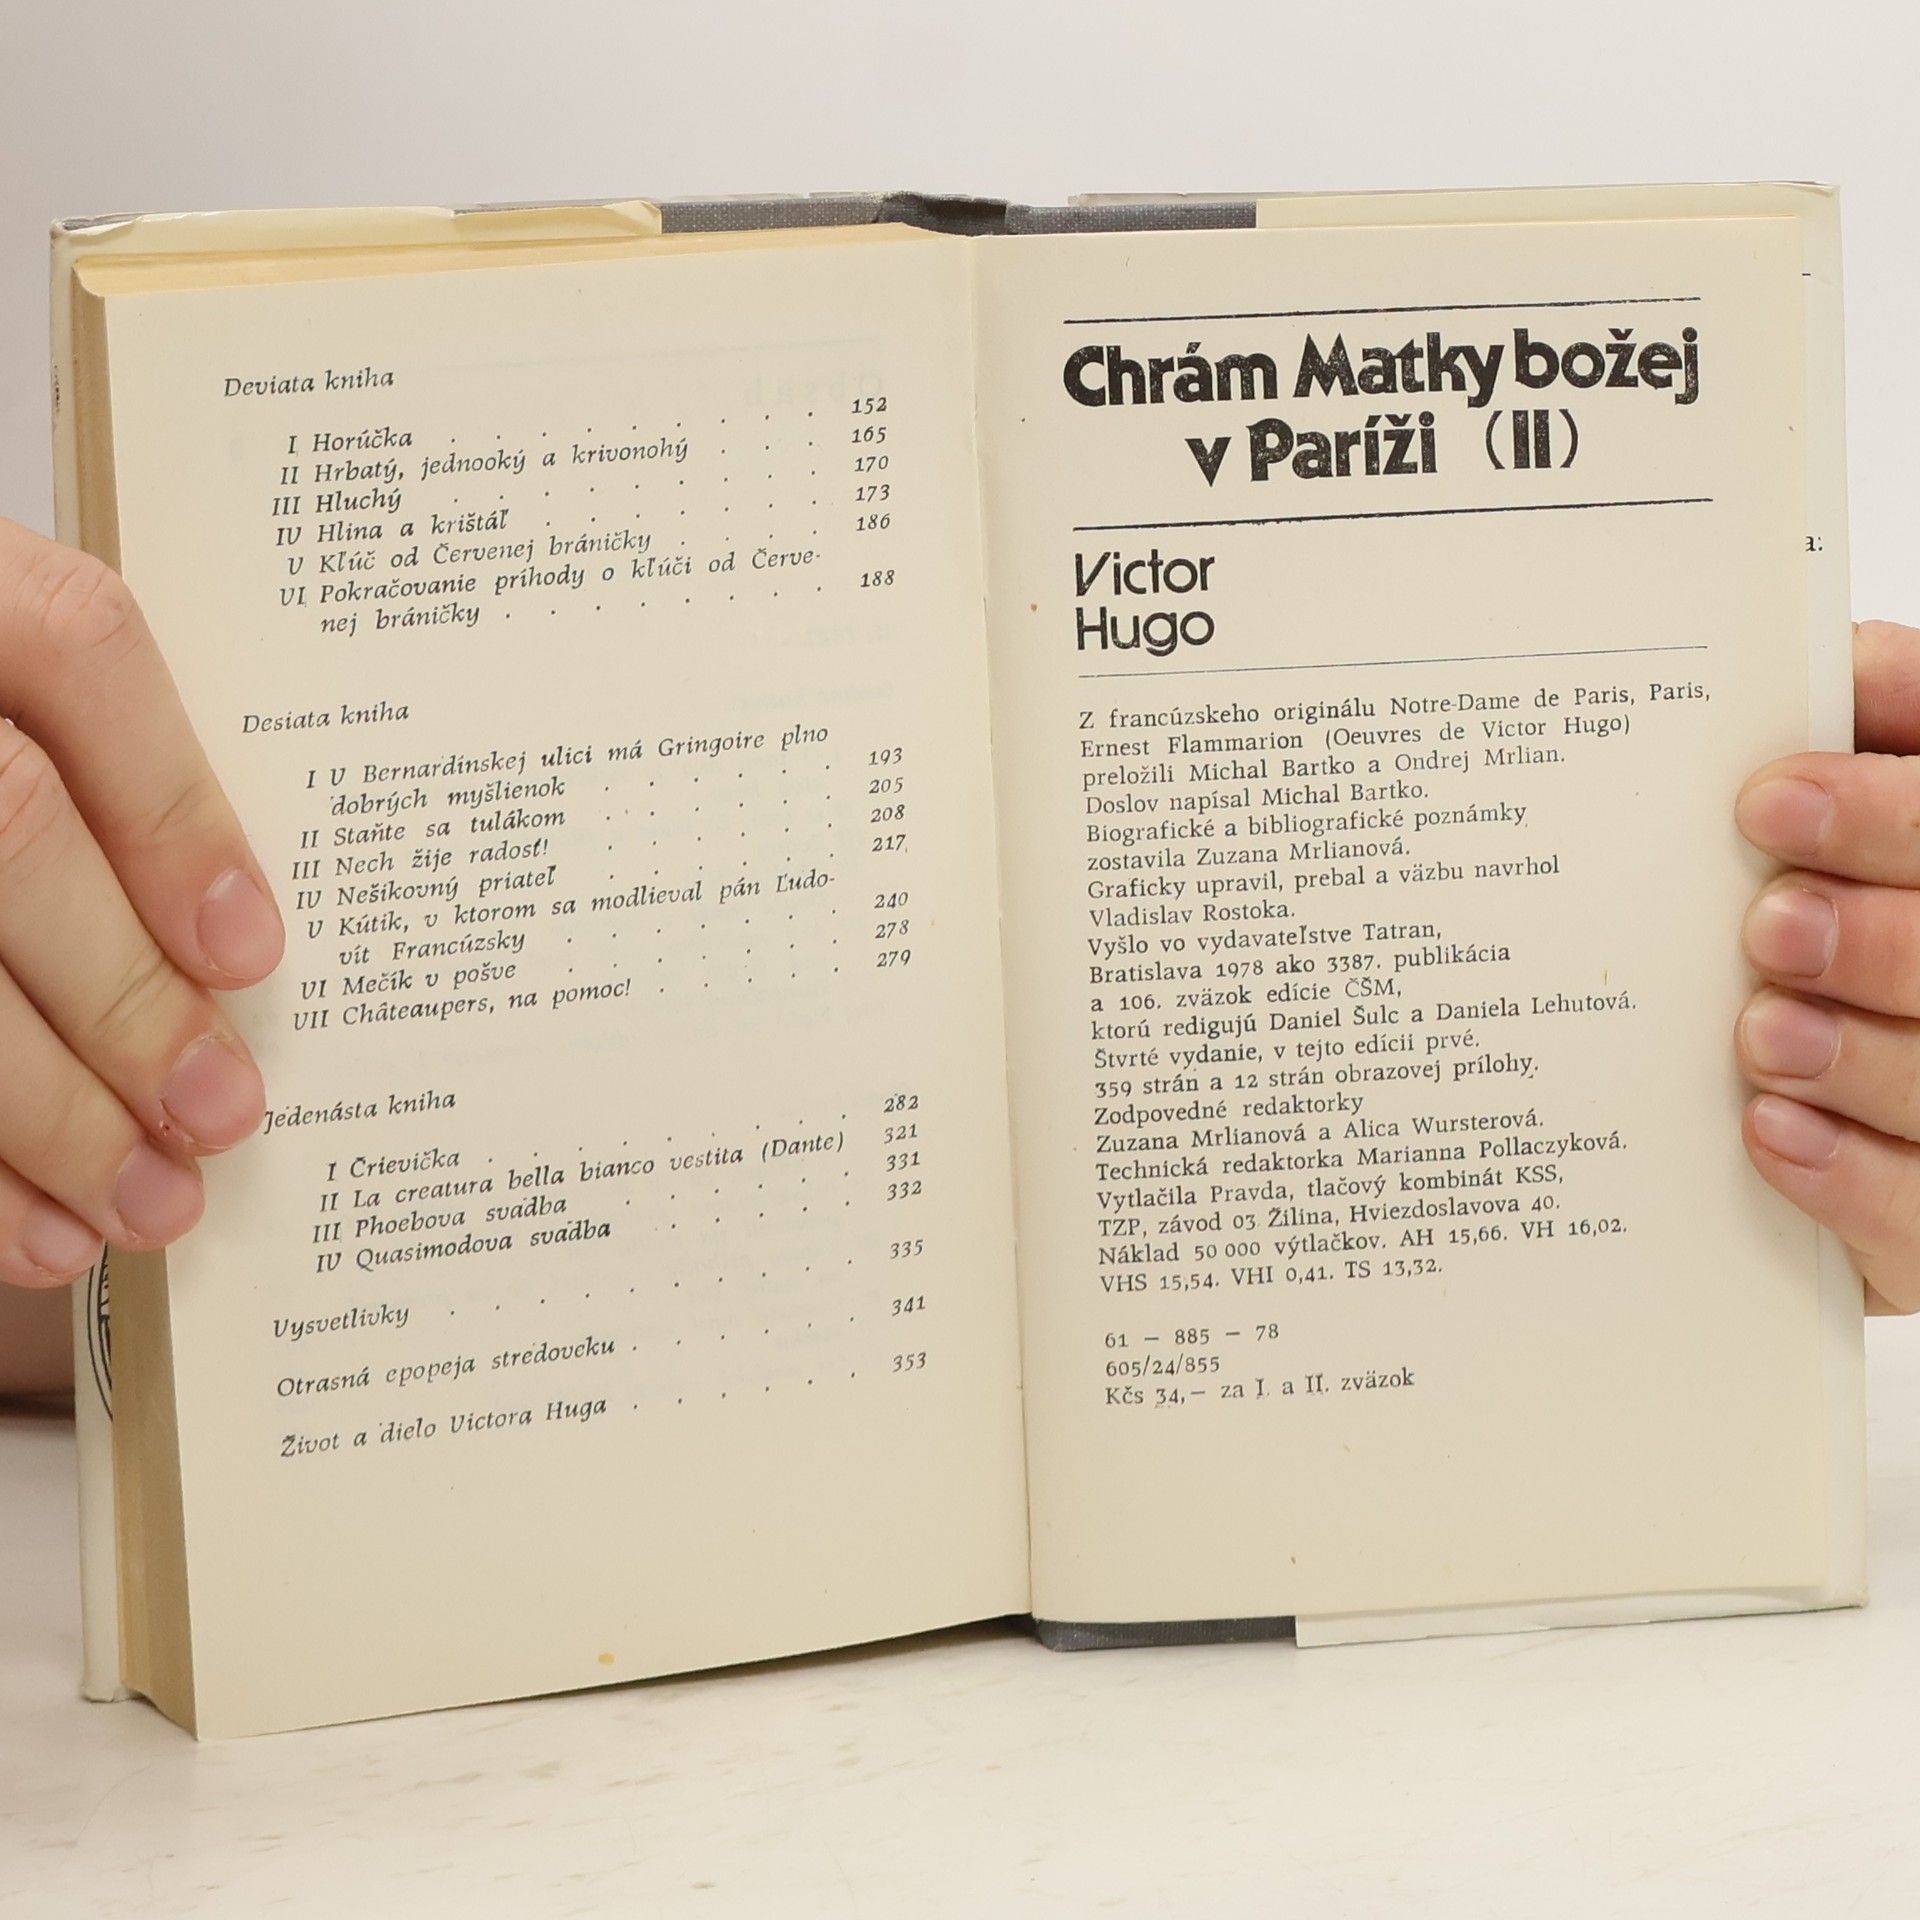 Deviata kniha
I Horúčka . . . . . . . . . 152
II Hrbatý, jednooký a krivonohý . . . 165
III Hluchý . . . . . . . . . 170
IV Hlina a krištáľ . . . . . . . 173
V Kľúč od Červenej bráničky . . . . 186
VI Pokračovanie príhody o kľúči od Červe-
nej bráničky . . . . . . . . 188
Desiata kniha
I V Bernardínskej ulici má Gringoire plno
dobrých myšlienok . . . . . . 193
II Staňte sa tulákom . . . . . . 205
III Nech žije radosť! . . . . . . 208
IV Nešikovný priateľ . . . . . . 217
V Kútik, v ktorom sa modlieval pán Ľudo-
vít Francúzsky . . . . . . . 240
VI Mečík v pošve . . . . . . . 278
VII Châteaupers, na pomoc! . . . . . 279
Jedenásta kniha
I Črievička . . . . . . . . . 282
II La creatura bella bianco vestita (Dante) 321
III Phoebova svadba . . . . . . 331
IV Quasimodova svadba . . . . . 332
Vysvetlivky . . . . . . . . . . 335
Otrasná epopeja stredoveku . . . . . . 341
Život a dielo Victora Huga . . . . . . 353
Chrám Matky božej
v Paríži (II)
Victor
Hugo
Z francúzskeho originálu Notre-Dame de Paris, Paris,
Ernest Flammarion (Oeuvres de Victor Hugo)
preložili Michal Bartko a Ondrej Mrlian.
Doslov napísal Michal Bartko.
Biografické a bibliografické poznámky
zostavila Zuzana Mrlianová.
Graficky upravil, prebal a väzbu navrhol
Vladislav Rostoka.
Vyšlo vo vydavateľstve Tatran,
Bratislava 1978 ako 3387. publikácia
a 106. zväzok edície ČŠM,
ktorú redigujú Daniel Šulc a Daniela Lehutová.
Štvrté vydanie, v tejto edícii prvé.
359 strán a 12 strán obrazovej prílohy.
Zodpovedné redaktorky
Zuzana Mrlianová a Alica Wursterová.
Technická redaktorka Marianna Pollaczyková.
Vytlačila Pravda, tlačový kombinát KSS,
TZP, závod 03 Žilina, Hviezdoslavova 40.
Náklad 50 000 výtlačkov. AH 15,66. VH 16,02.
VHS 15,54. VHI 0,41. TS 13,32.
61 — 885 — 78
605/24/855
Kčs 34,— za I. a II. zväzok
a: